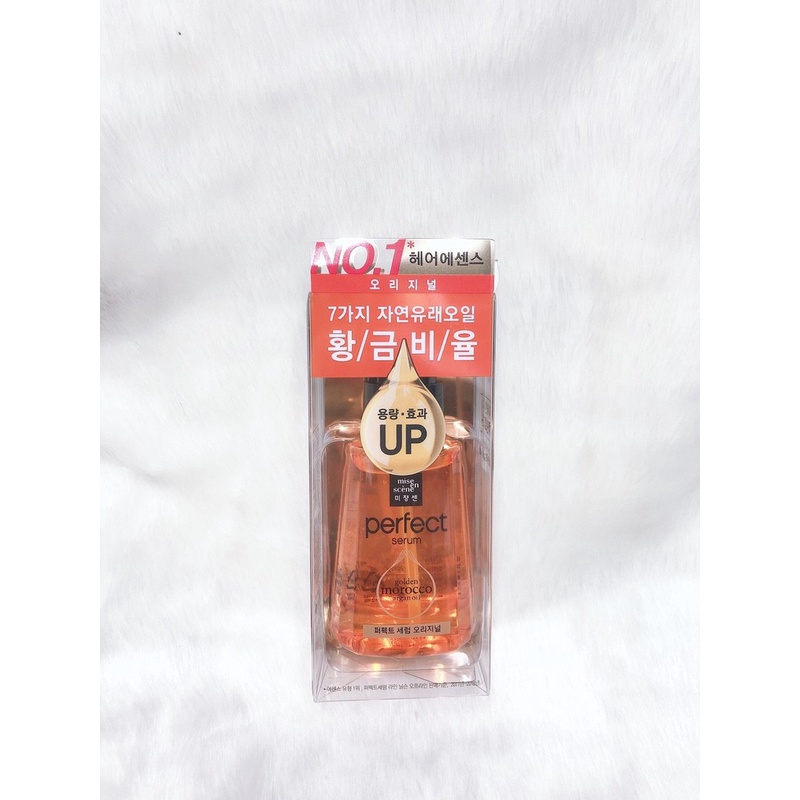 NO.1* 헤어에센스
오리지널
7가지 자연유래오일
황/금/비/율
용량·효과
UP
mise
en
scène
미쟝센
perfect
serum
golden
morocco
argan oil
퍼펙트 세럼 오리지널